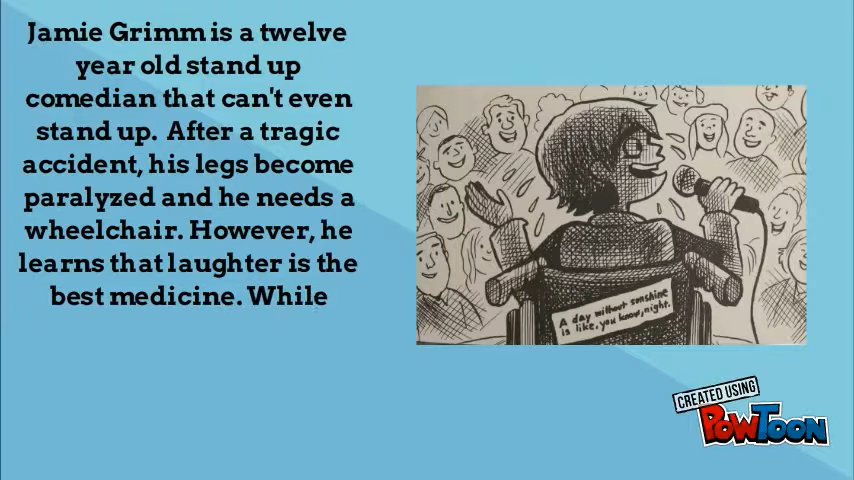 Jamie Grimm is a twelve
year old stand up
comedian that can't even
stand up. After a tragic
accident, his legs become
paralyzed and he needs a
wheelchair. However, he
learns that laughter is the
best medicine. While
A day without sunshine
is like, you know, night.
CREATED USING
POWTOON